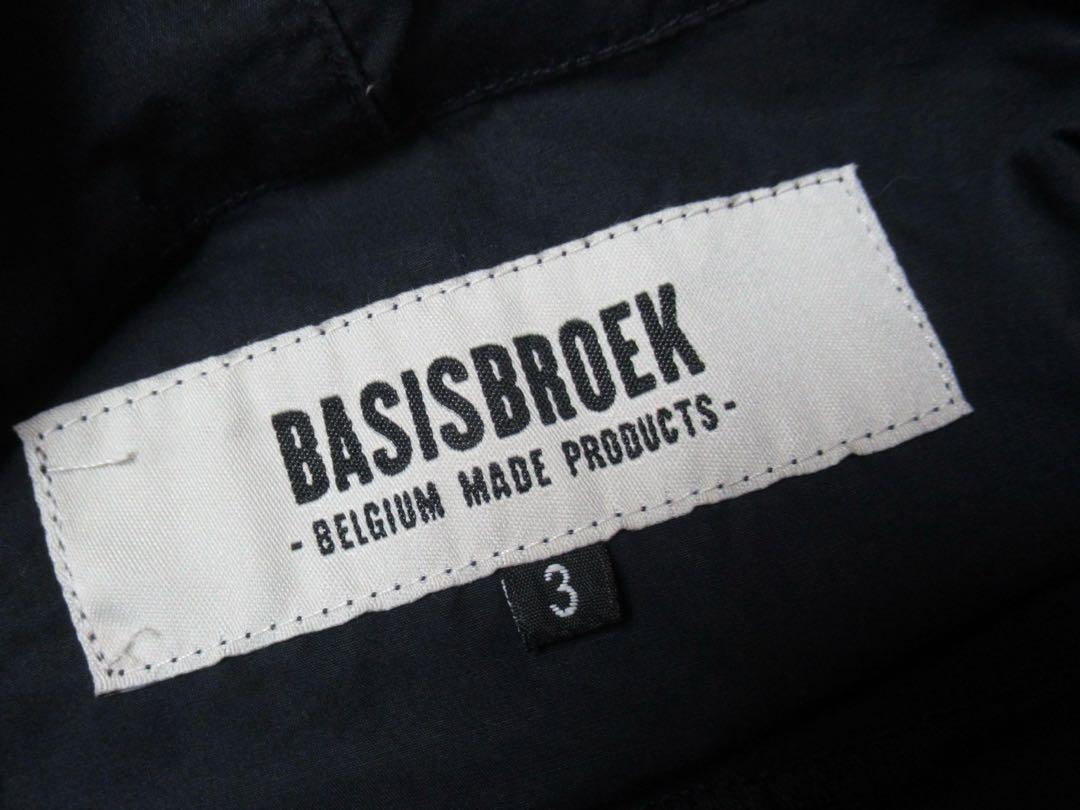 BASISBROEK
- BELGIUM MADE PRODUCTS -
3